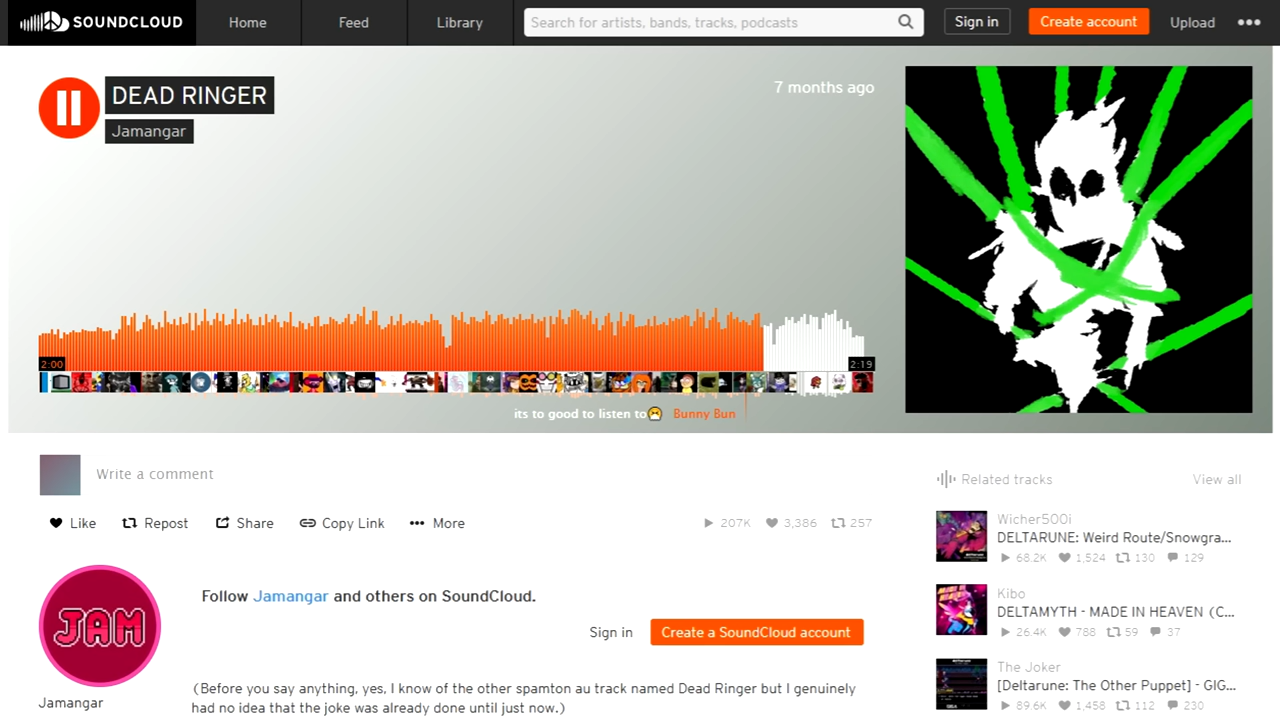 SOUNDCLOUD
Home
Feed
Library
Search for artists, bands, tracks, podcasts
Sign in
Create account
Upload
DEAD RINGER
Jamangar
7 months ago
2:00
2:19
its to good to listen to😬 Bunny Bun
Write a comment
Like
Repost
Share
Copy Link
More
207K
3,386
257
JAM
Jamangar
Follow Jamangar and others on SoundCloud.
Sign in
Create a SoundCloud account
(Before you say anything, yes, I know of the other spamton au track named Dead Ringer but I genuinely
had no idea that the joke was already done until just now.)
Related tracks
View all
Wicher500i
DELTARUNE: Weird Route/Snowgra...
68.2K 1,524 130 129
Kibo
DELTAMYTH - MADE IN HEAVEN (C...
26.4K 788 59 37
The Joker
[Deltarune: The Other Puppet] - GIG...
89.6K 1,458 112 230